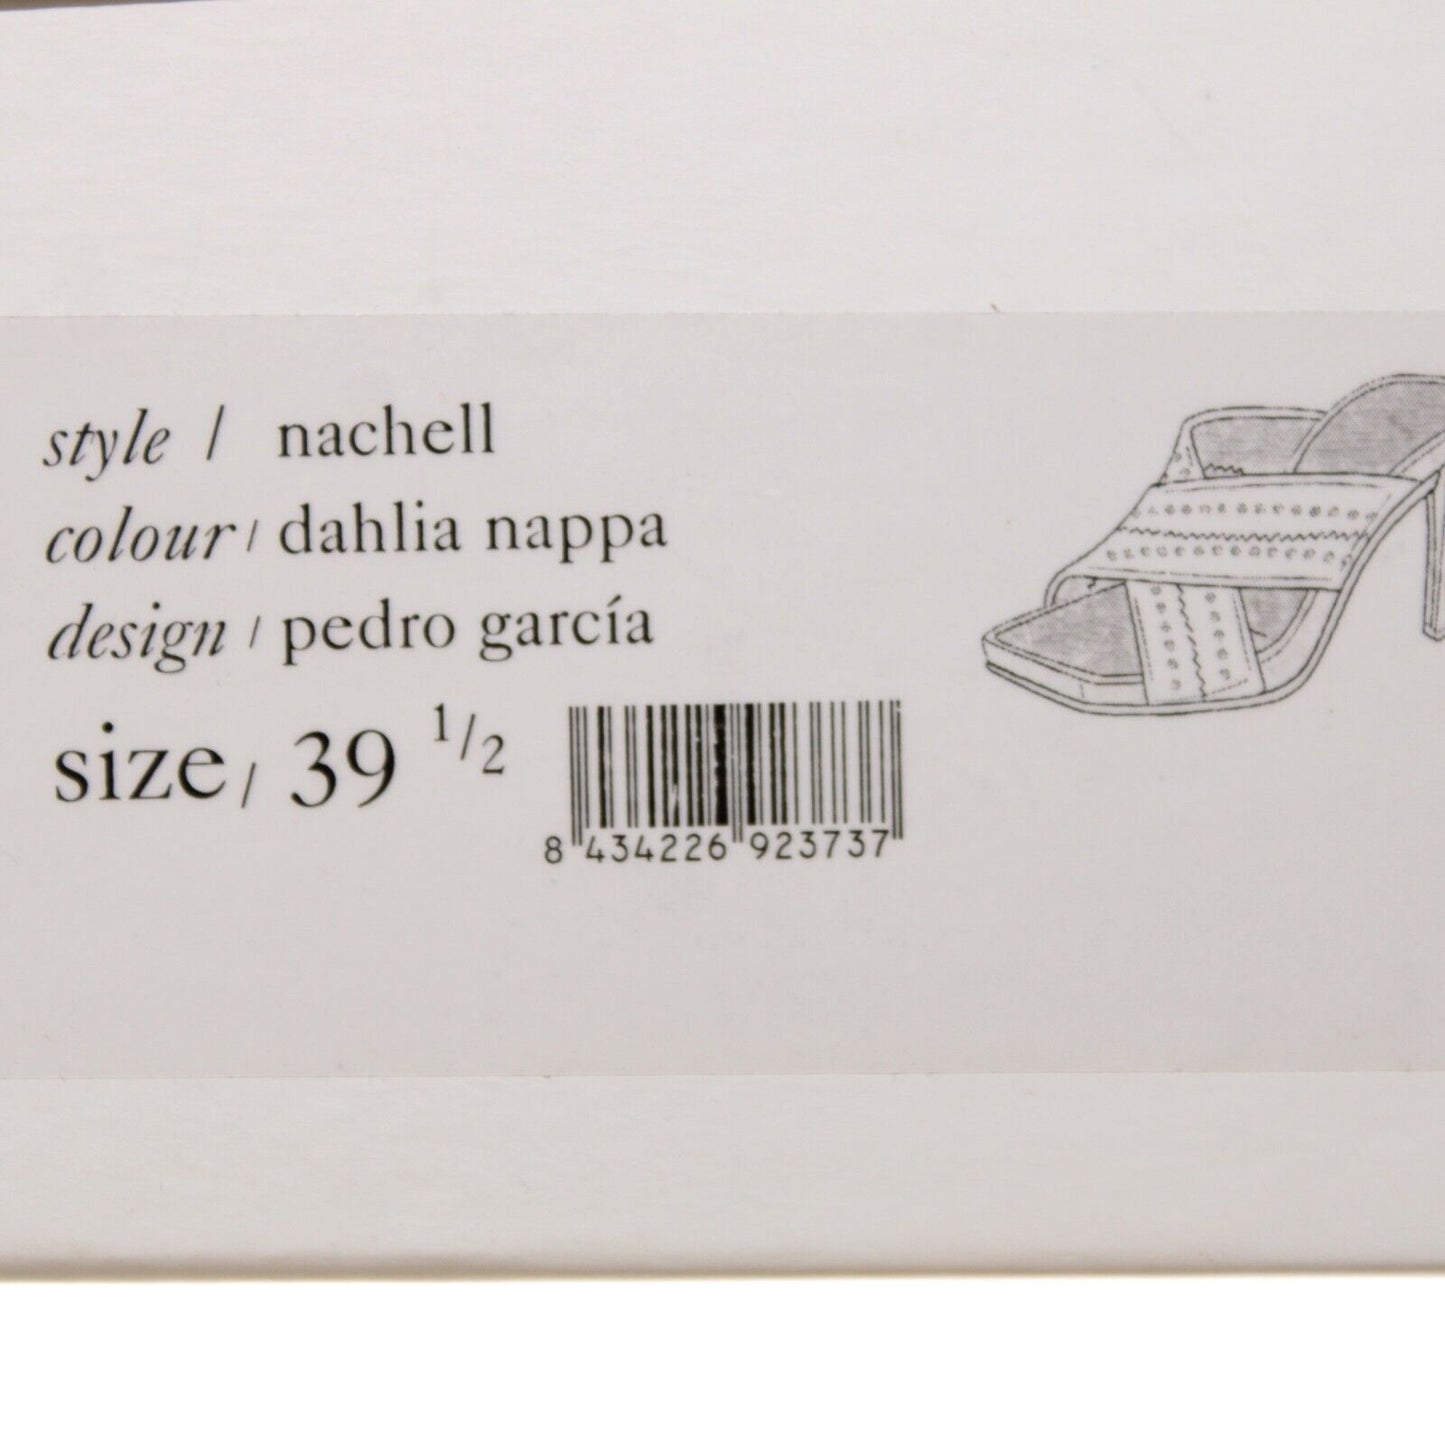 style / nachell
colour / dahlia nappa
design / pedro garcía
size / 39 1/2
8 434226 923737